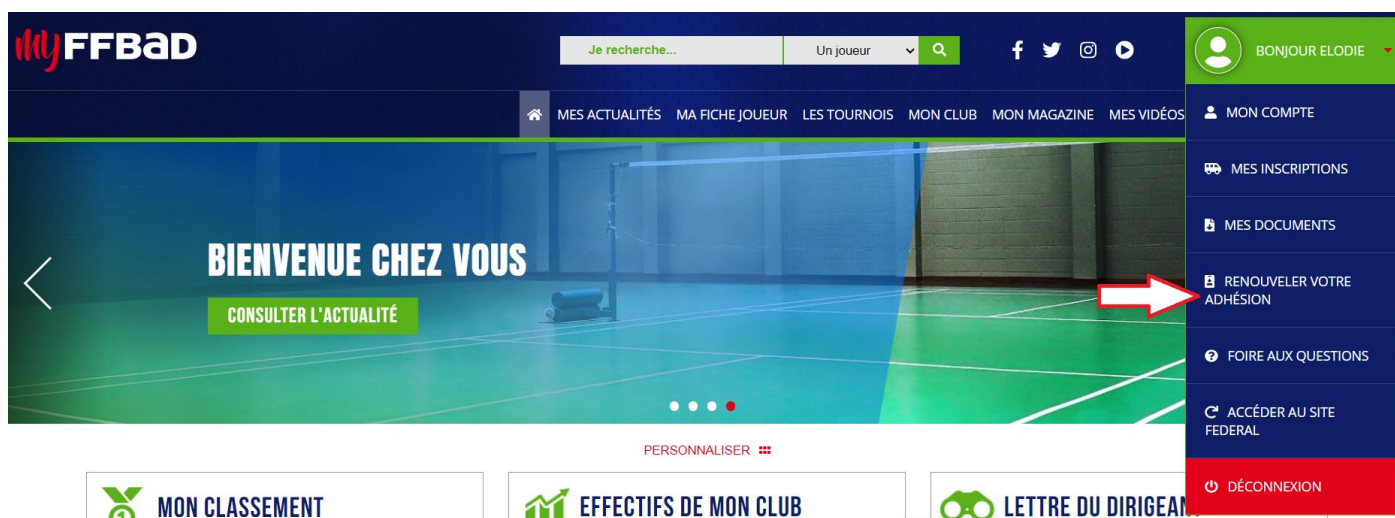 MyFFBaD
Je recherche...
Un joueur
BONJOUR ELODIE
MES ACTUALITÉS
MA FICHE JOUEUR
LES TOURNOIS
MON CLUB
MON MAGAZINE
MES VIDÉOS
MON COMPTE
MES INSCRIPTIONS
MES DOCUMENTS
RENOUVELER VOTRE
ADHÉSION
FOIRE AUX QUESTIONS
ACCÉDER AU SITE
FEDERAL
DÉCONNEXION
BIENVENUE CHEZ VOUS
CONSULTER L'ACTUALITÉ
PERSONNALISER
MON CLASSEMENT
EFFECTIFS DE MON CLUB
LETTRE DU DIRIGEAN